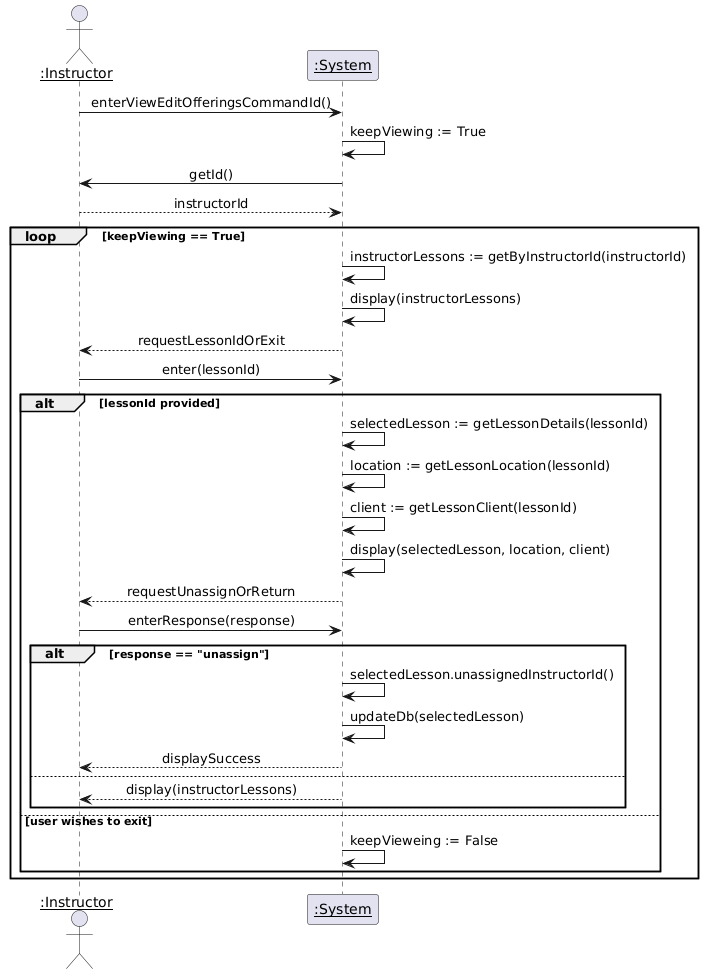 :Instructor
:System
enterViewEditOfferingsCommandId()
keepViewing := True
getId()
instructorId
loop [keepViewing == True]
instructorLessons := getByInstructorId(instructorId)
display(instructorLessons)
requestLessonIdOrExit
enter(lessonId)
alt [lessonId provided]
selectedLesson := getLessonDetails(lessonId)
location := getLessonLocation(lessonId)
client := getLessonClient(lessonId)
display(selectedLesson, location, client)
requestUnassignOrReturn
enterResponse(response)
alt [response == "unassign"]
selectedLesson.unassignedInstructorId()
updateDb(selectedLesson)
displaySuccess
display(instructorLessons)
[user wishes to exit]
keepVieweing := False
:Instructor
:System